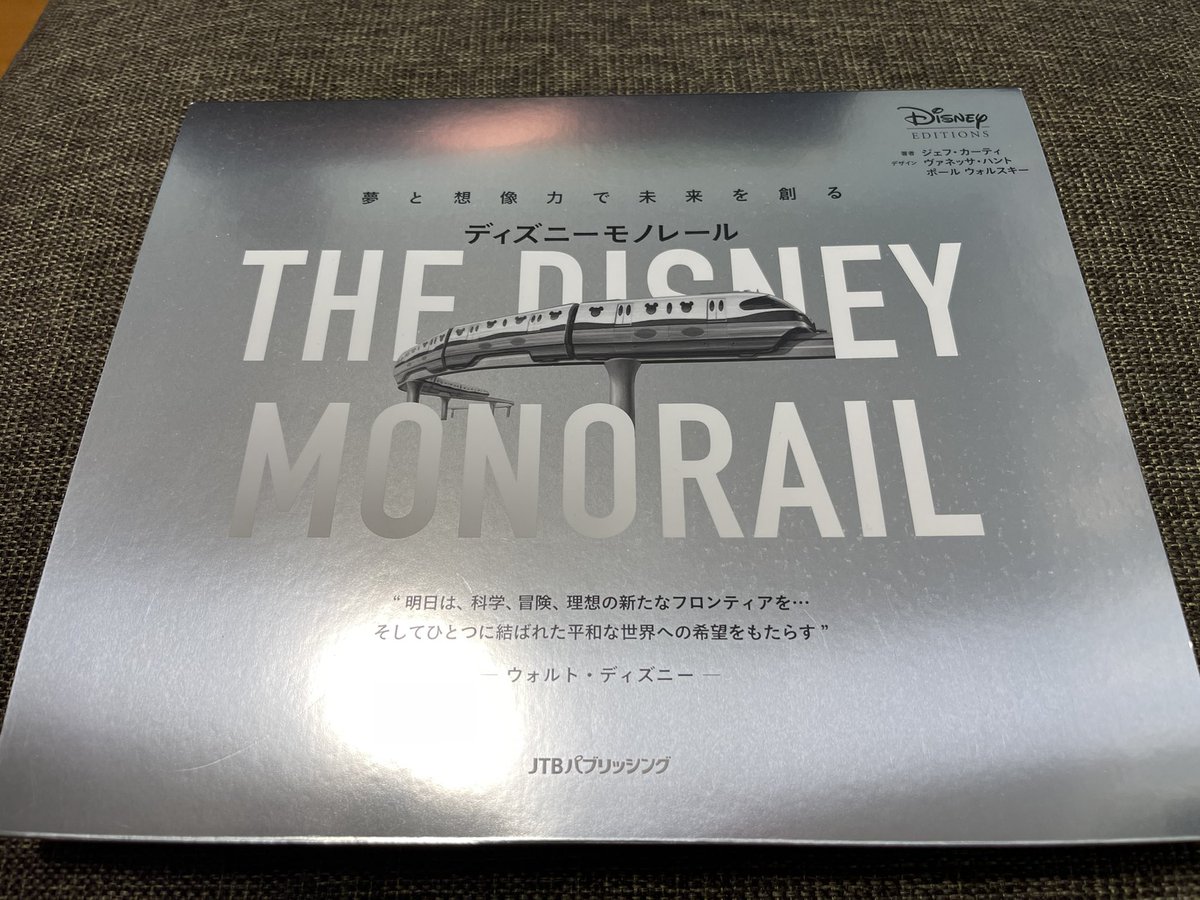 Disney
EDITIONS
著者 ジェフ・カーティ
デザイン ヴァネッサ・ハント
ポール ウォルスキー
夢と想像力で未来を創る
ディズニーモノレール
THE DISNEY
MONORAIL
“明日は、科学、冒険、理想の新たなフロンティアを…
そしてひとつに結ばれた平和な世界への希望をもたらす”
― ウォルト・ディズニー ―
JTBパブリッシング